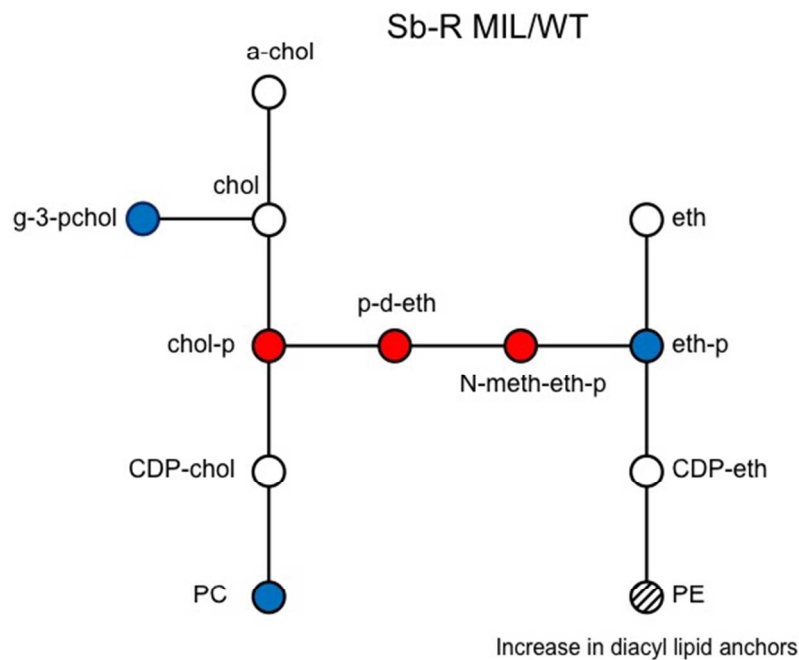 Sb-R MIL/WT
a-chol
chol
g-3-pchol
eth
p-d-eth
chol-p
eth-p
N-meth-eth-p
CDP-chol
CDP-eth
PC
PE
Increase in diacyl lipid anchors